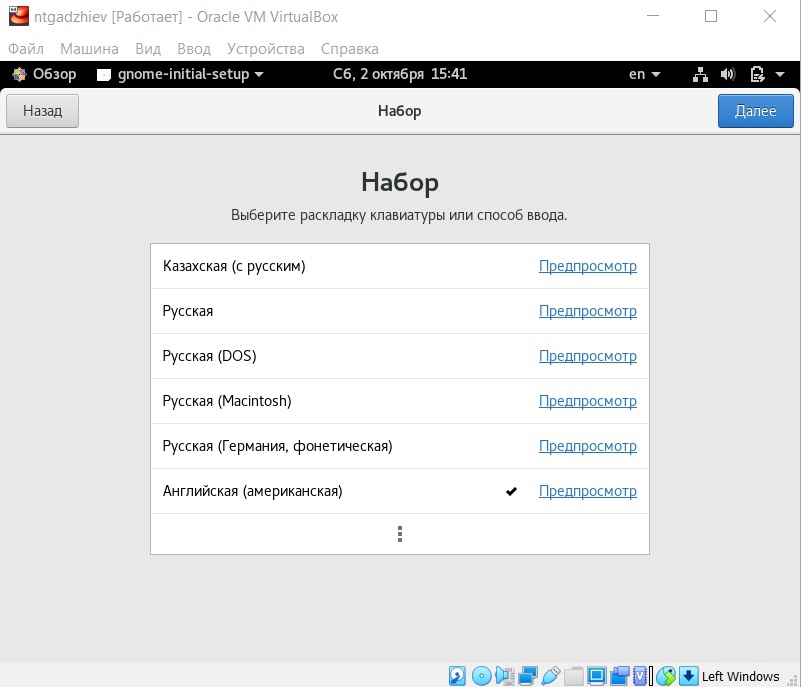 ntgadzhiev [Работает] - Oracle VM VirtualBox
Файл Машина Вид Ввод Устройства Справка
Обзор gnome-initial-setup Сб, 2 октября 15:41 en
Назад Набор Далее
Набор
Выберите раскладку клавиатуры или способ ввода.
Казахская (с русским) Предпросмотр
Русская Предпросмотр
Русская (DOS) Предпросмотр
Русская (Macintosh) Предпросмотр
Русская (Германия, фонетическая) Предпросмотр
Английская (американская) Предпросмотр
Left Windows